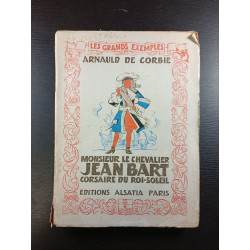 LES GRANDS EXEMPLES
ARNAULD DE CORBIE
MONSIEUR LE CHEVALIER
JEAN BART
CORSAIRE DU ROI-SOLEIL
EDITIONS ALSATIA PARIS